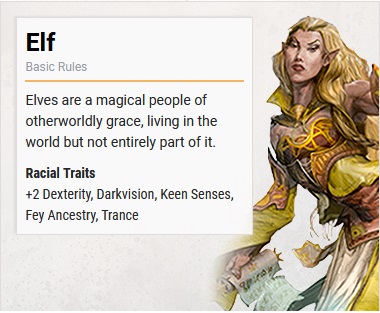 Elf
Basic Rules
Elves are a magical people of
otherworldly grace, living in the
world but not entirely part of it.
Racial Traits
+2 Dexterity, Darkvision, Keen Senses,
Fey Ancestry, Trance